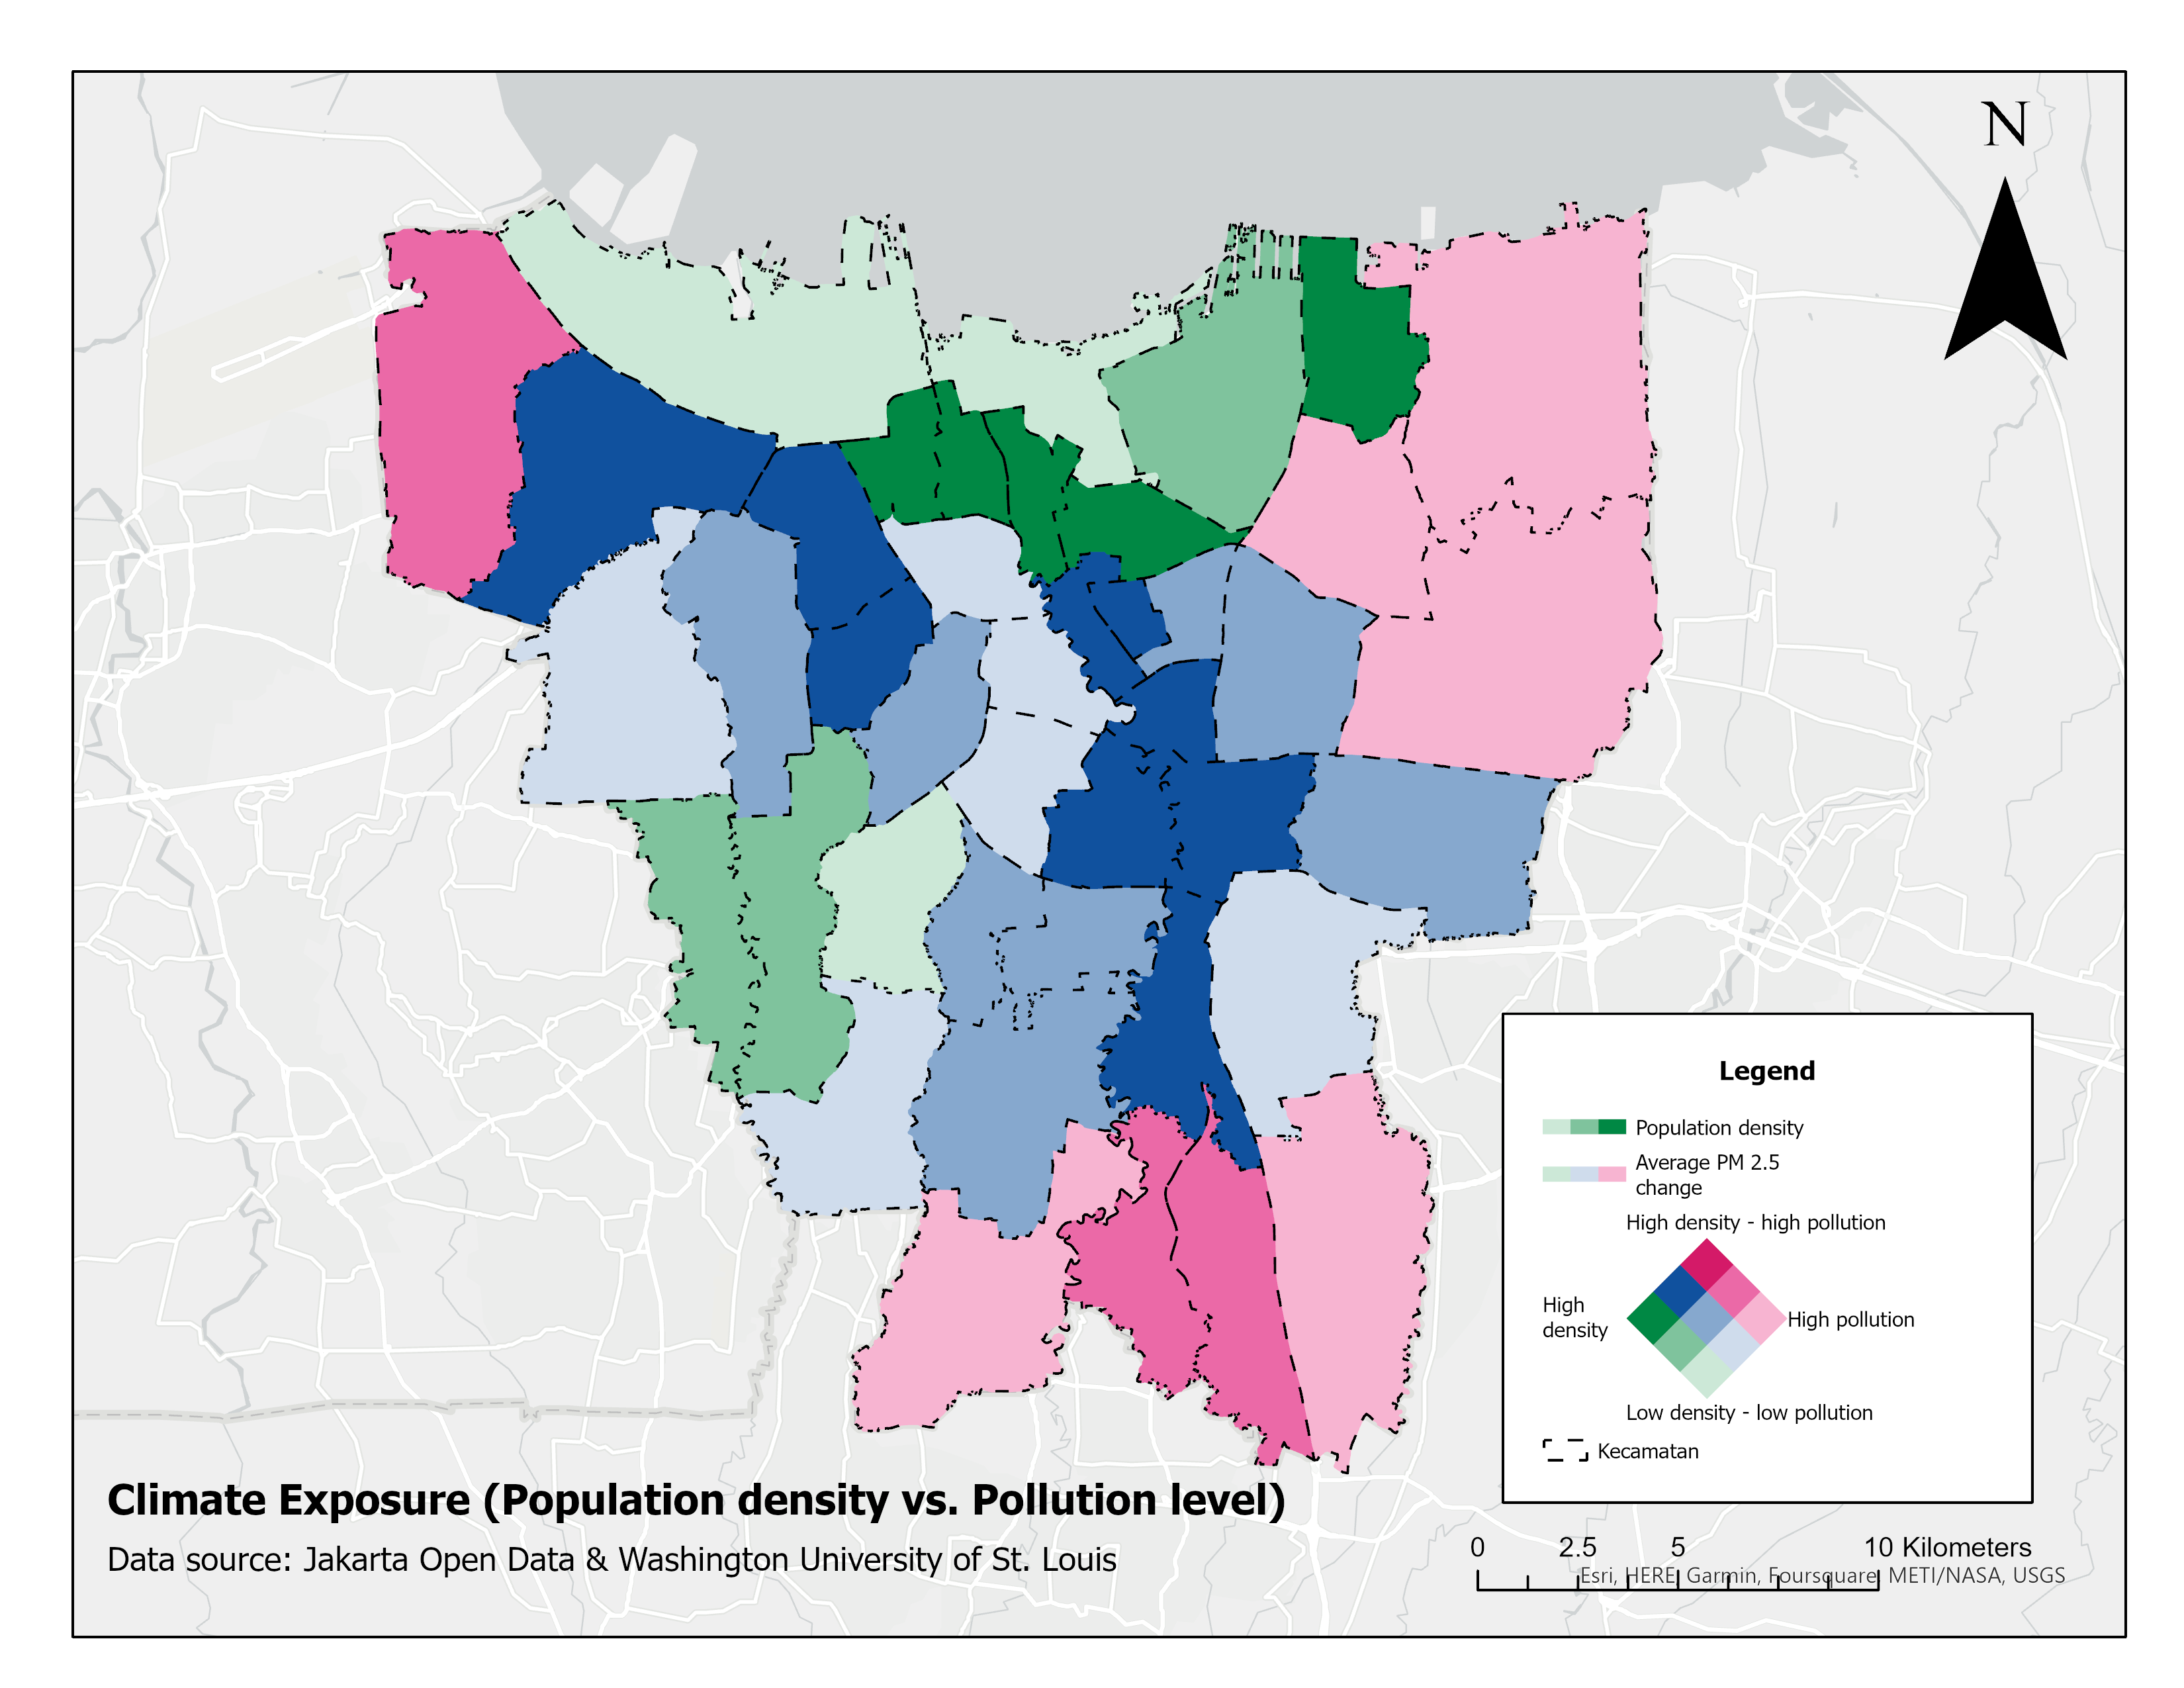 N
Legend
Population density
Average PM 2.5
change
High density - high pollution
High
density
High pollution
Low density - low pollution
Kecamatan
Climate Exposure (Population density vs. Pollution level)
Data source: Jakarta Open Data & Washington University of St. Louis
0 2.5 5 10 Kilometers
Esri, HERE, Garmin, Foursquare, METI/NASA, USGS